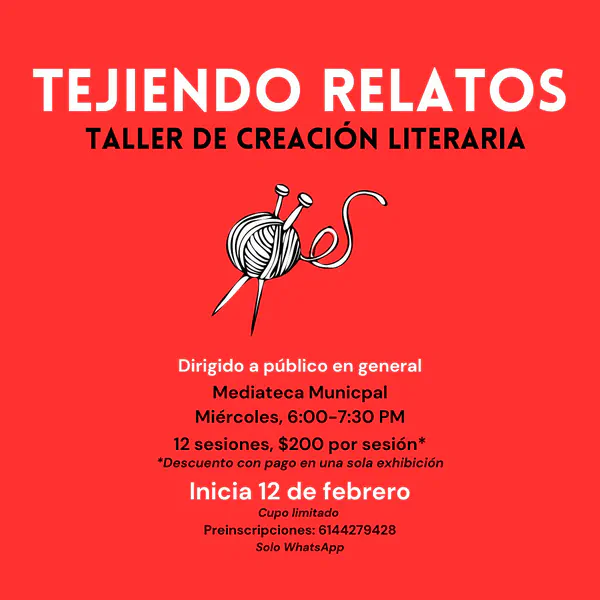 TEJIENDO RELATOS
TALLER DE CREACIÓN LITERARIA
Dirigido a público en general
Mediateca Municpal
Miércoles, 6:00-7:30 PM
12 sesiones, $200 por sesión*
*Descuento con pago en una sola exhibición
Inicia 12 de febrero
Cupo limitado
Preinscripciones: 6144279428
Solo WhatsApp